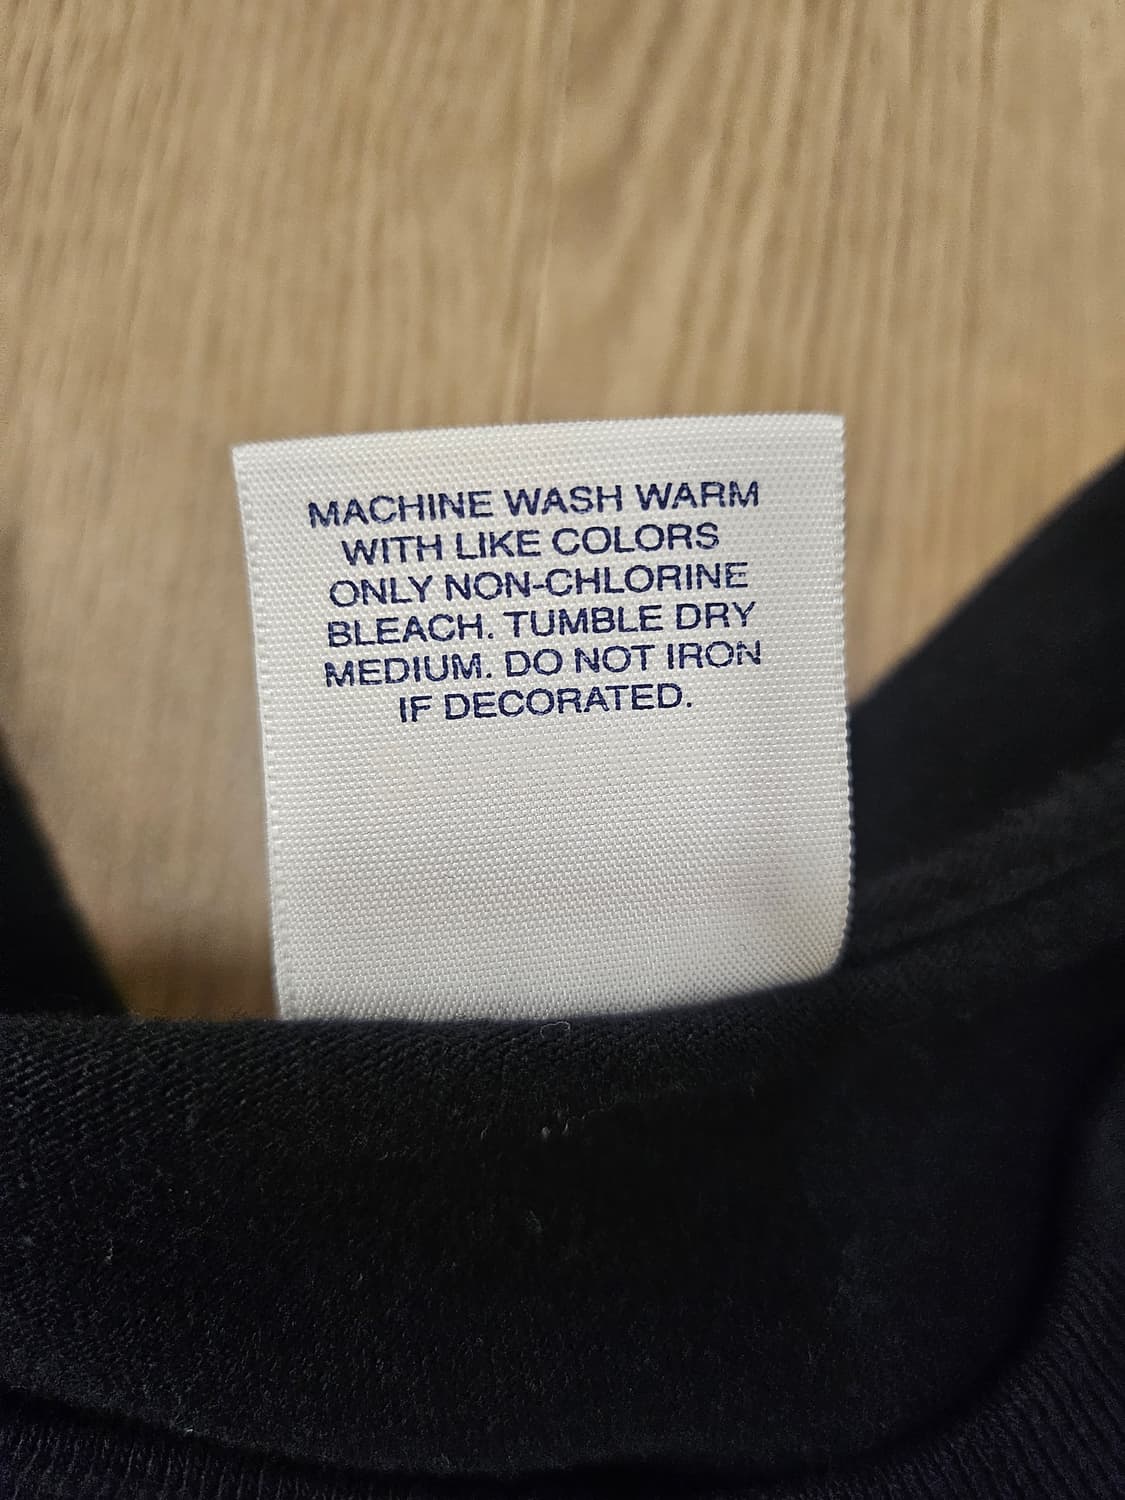 MACHINE WASH WARM
WITH LIKE COLORS
ONLY NON-CHLORINE
BLEACH. TUMBLE DRY
MEDIUM. DO NOT IRON
IF DECORATED.